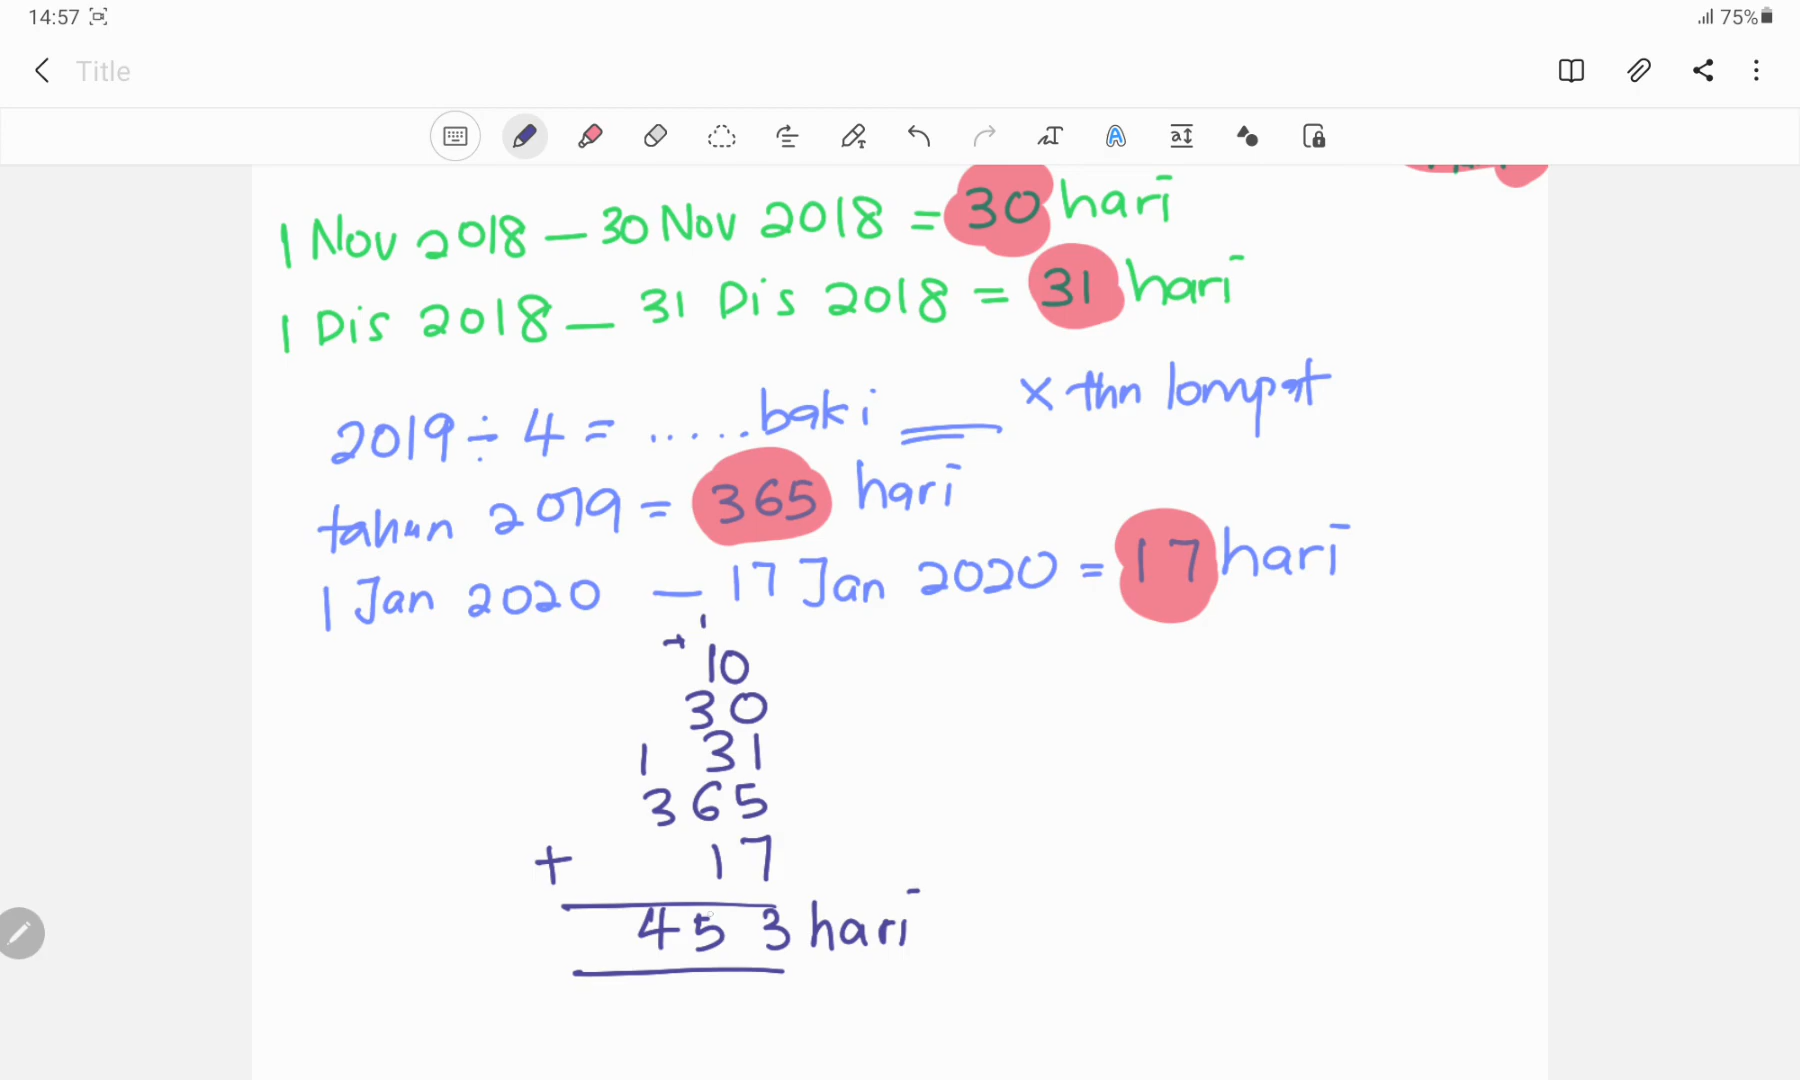 14:57 75%
Title
1 Nov 2018 — 30 Nov 2018 = 30 hari
1 Dis 2018 — 31 Dis 2018 = 31 hari
2019 ÷ 4 = ..... baki ___ × thn lompat
tahun 2019 = 365 hari
1 Jan 2020 — 17 Jan 2020 = 17 hari
1
10
30
1 31
365
+ 17
453 hari